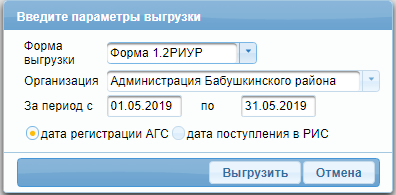 Введите параметры выгрузки
Форма выгрузки Форма 1.2РИУР
Организация Администрация Бабушкинского района
За период с 01.05.2019 по 31.05.2019
дата регистрации АГС дата поступления в РИС
Выгрузить Отмена